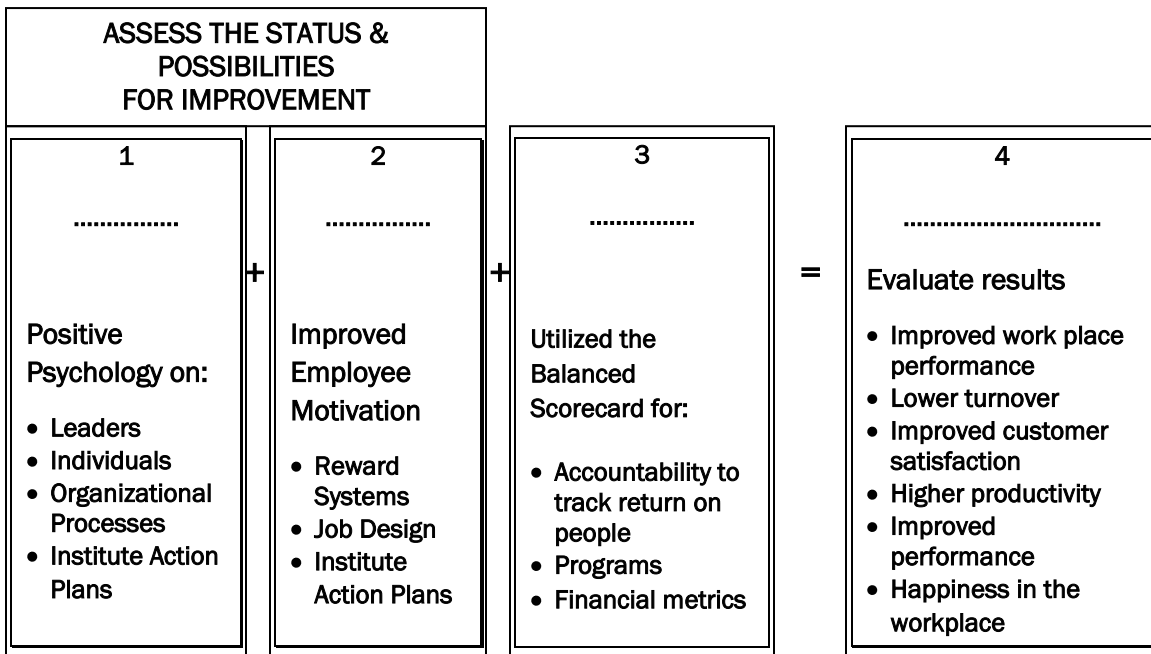 ASSESS THE STATUS &
POSSIBILITIES
FOR IMPROVEMENT
1
................
Positive
Psychology on:
• Leaders
• Individuals
• Organizational
Processes
• Institute Action
Plans
+
2
................
Improved
Employee
Motivation
• Reward
Systems
• Job Design
• Institute
Action Plans
+
3
................
Utilized the
Balanced
Scorecard for:
• Accountability to
track return on
people
• Programs
• Financial metrics
=
4
..............................
Evaluate results
• Improved work place
performance
• Lower turnover
• Improved customer
satisfaction
• Higher productivity
• Improved
performance
• Happiness in the
workplace